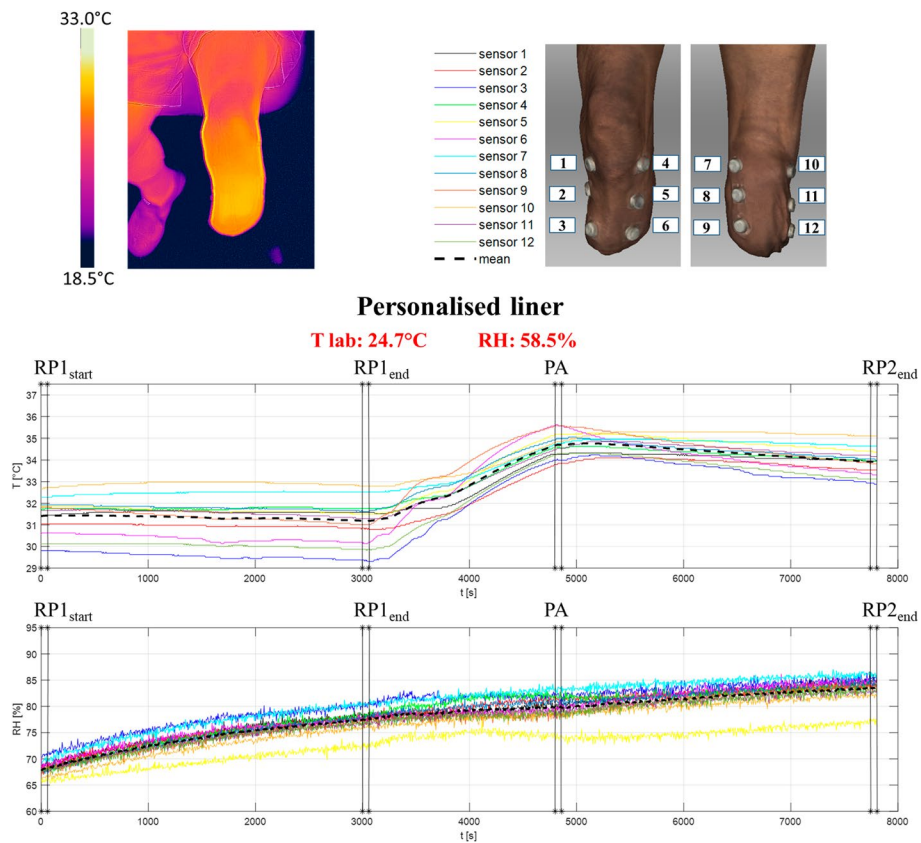 33.0°C
18.5°C
sensor 1
sensor 2
sensor 3
sensor 4
sensor 5
sensor 6
sensor 7
sensor 8
sensor 9
sensor 10
sensor 11
sensor 12
mean
1
2
3
4
5
6
7
8
9
10
11
12
Personalised liner
T lab: 24.7°C RH: 58.5%
RP1start RP1end PA RP2end
37
36
35
34
33
32
31
30
29
T [°C]
0 1000 2000 3000 4000 5000 6000 7000 8000
t [s]
RP1start RP1end PA RP2end
95
90
85
80
75
70
65
60
RH [%]
0 1000 2000 3000 4000 5000 6000 7000 8000
t [s]